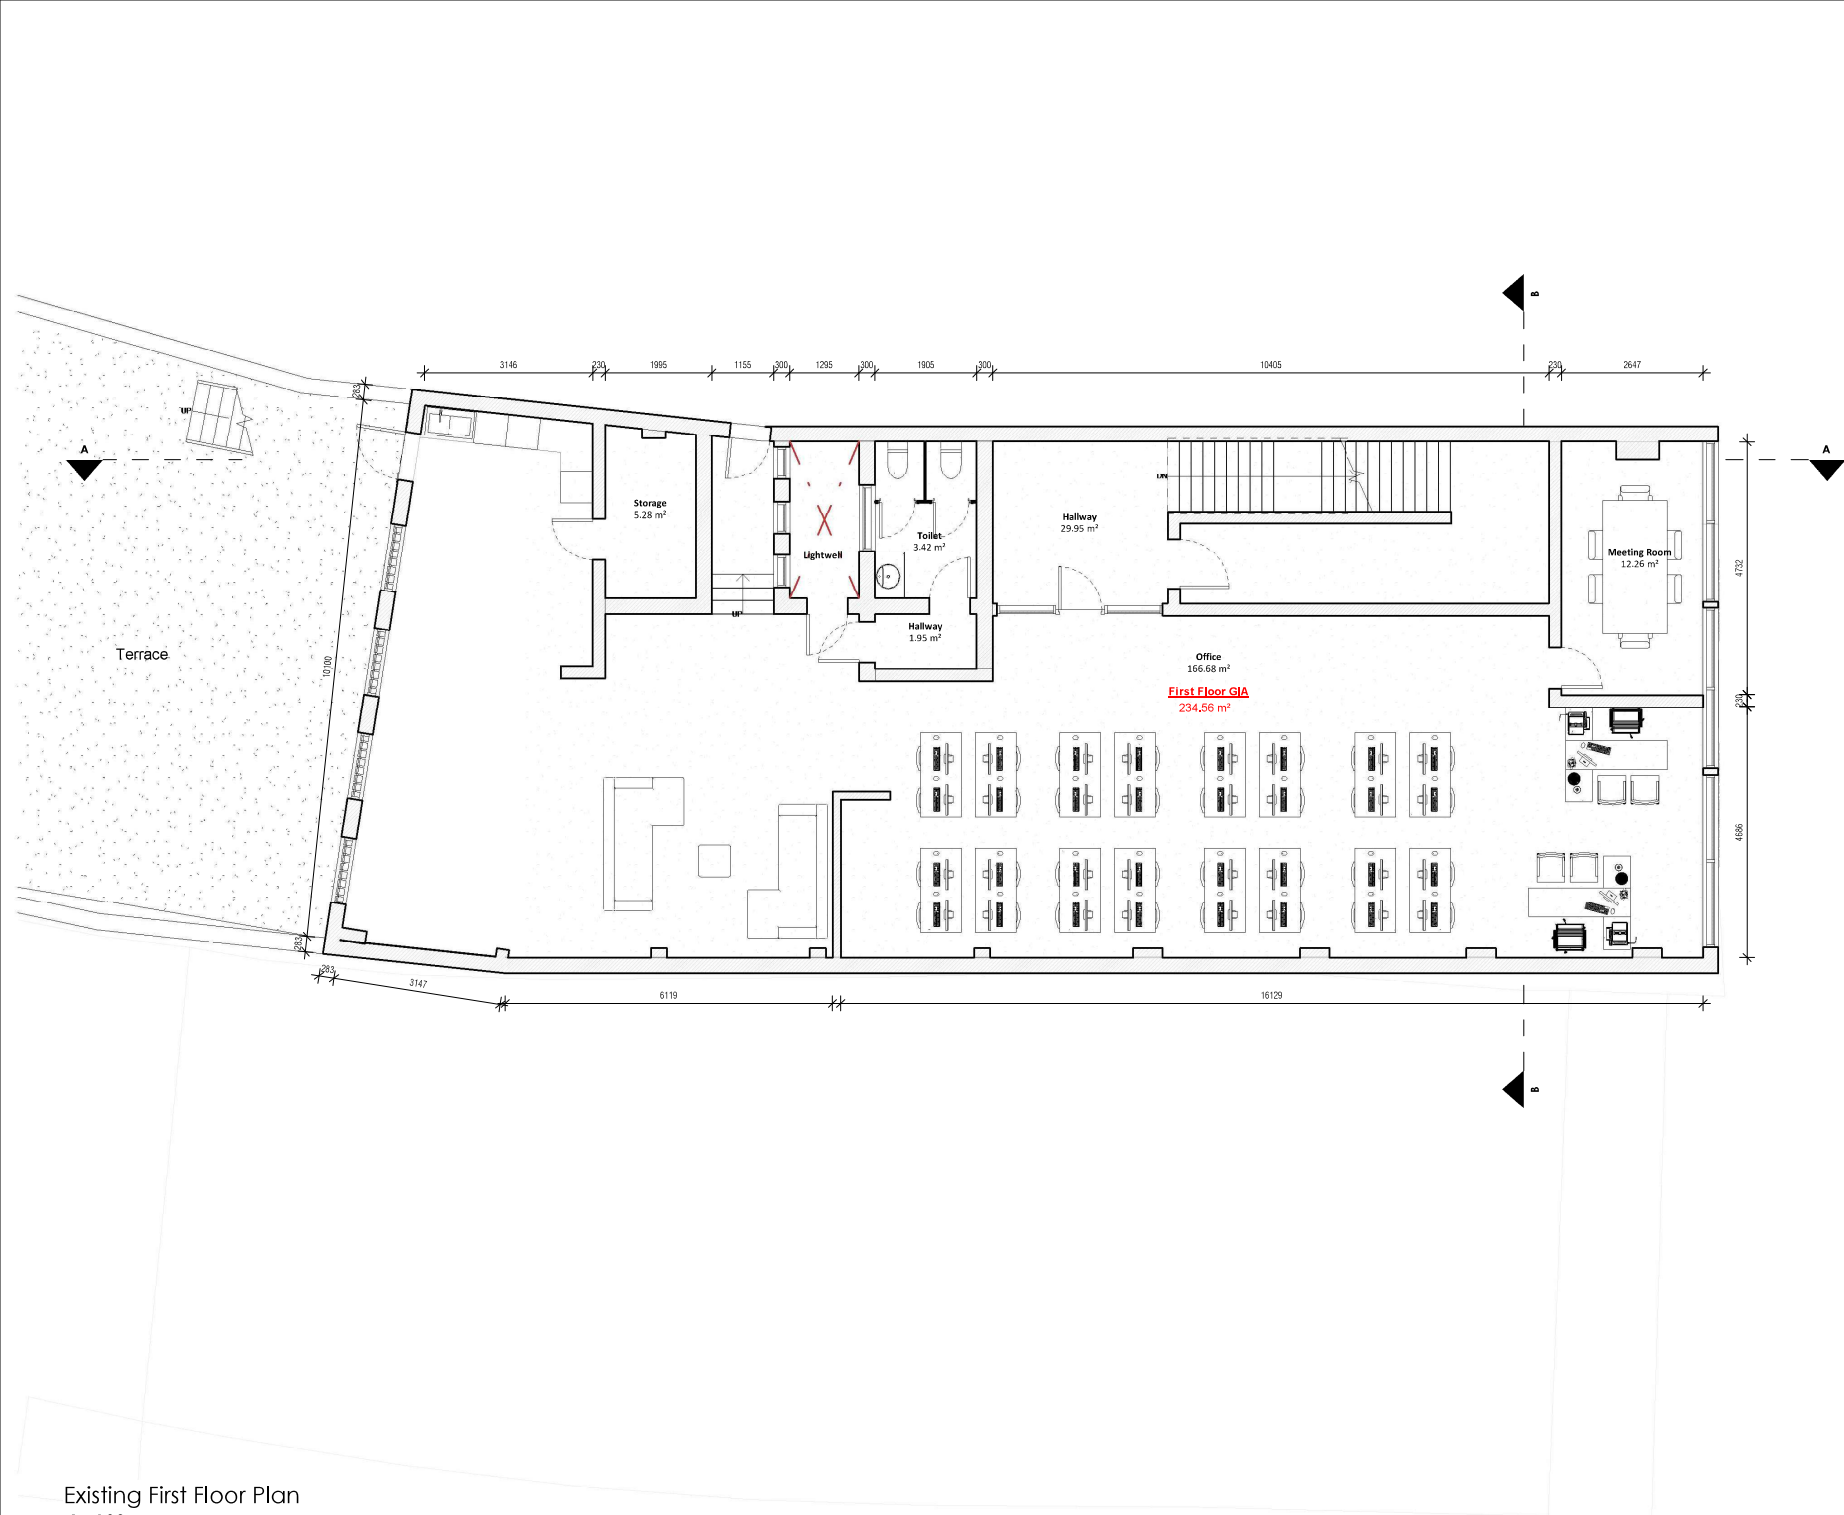 B
3146
230
1995
1155
300
1295
300
1905
300
10405
230
2647
283
UP
A
A
DN
Storage
5.28 m²
Hallway
29.95 m²
Toilet
3.42 m²
Lightwell
Meeting Room
12.26 m²
4732
UP
Hallway
1.95 m²
Terrace
10100
Office
166.68 m²
First Floor GIA
234.56 m²
230
4686
283
283
3147
6119
16129
B
Existing First Floor Plan